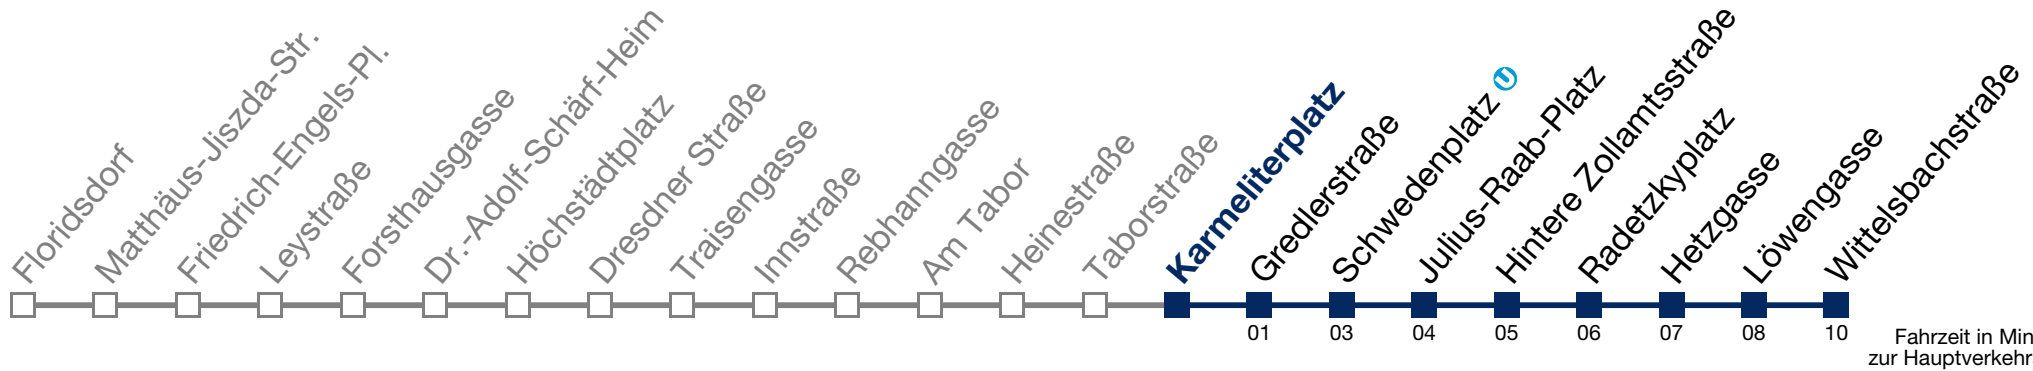 Floridsdorf
Matthäus-Jiszda-Str.
Friedrich-Engels-Pl.
Leystraße
Forsthausgasse
Dr.-Adolf-Schärf-Heim
Höchstädtplatz
Dresdner Straße
Traisengasse
Innstraße
Rebhanngasse
Am Tabor
Heinestraße
Taborstraße
Karmeliterplatz
Gredlerstraße
Schwedenplatz U
Julius-Raab-Platz
Hintere Zollamtsstraße
Radetzkyplatz
Hetzgasse
Löwengasse
Wittelsbachstraße
01 03 04 05 06 07 08 10
Fahrzeit in Min
zur Hauptverkehr